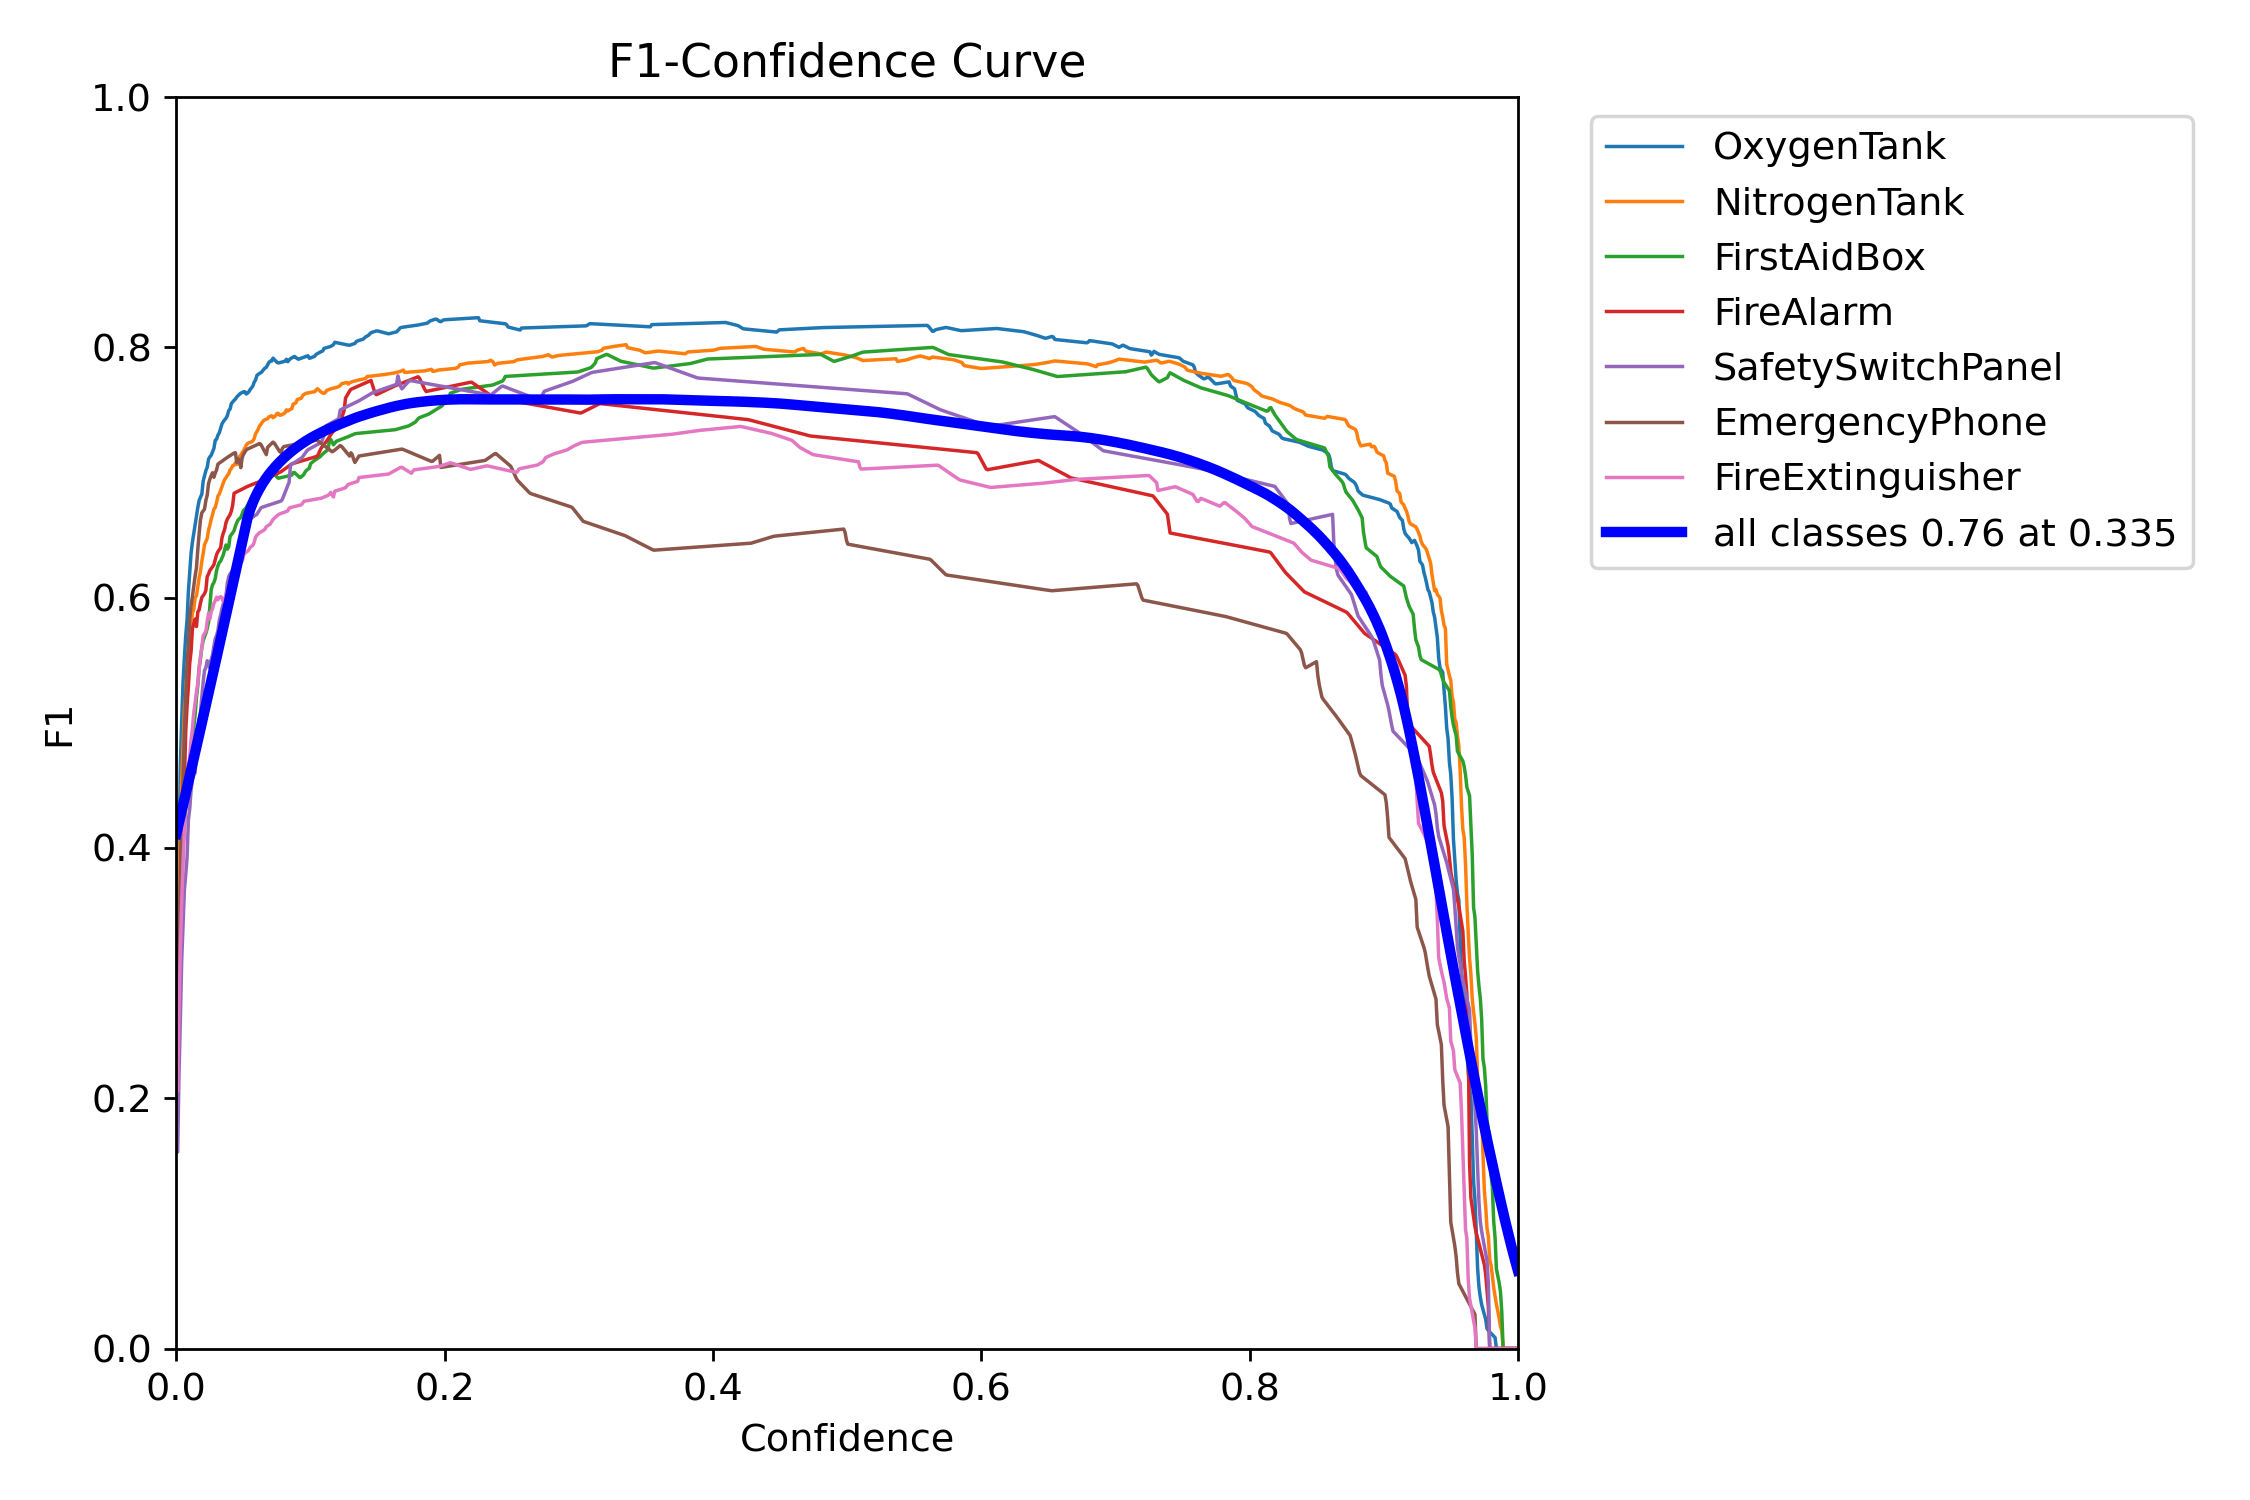 F1-Confidence Curve
1.0
0.8
0.6
0.4
0.2
0.0
F1
0.0 0.2 0.4 0.6 0.8 1.0
Confidence
OxygenTank
NitrogenTank
FirstAidBox
FireAlarm
SafetySwitchPanel
EmergencyPhone
FireExtinguisher
all classes 0.76 at 0.335